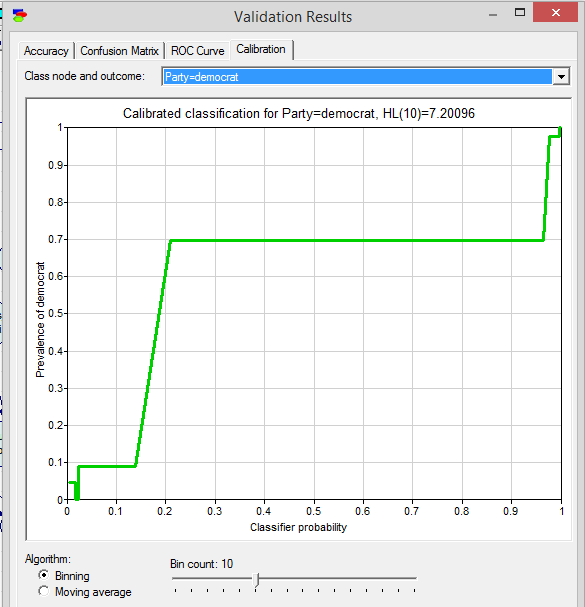 Validation Results
Accuracy Confusion Matrix ROC Curve Calibration
Class node and outcome: Party=democrat
Calibrated classification for Party=democrat, HL(10)=7.20096
1
0.9
0.8
0.7
0.6
0.5
0.4
0.3
0.2
0.1
0
Prevalence of democrat
0 0.1 0.2 0.3 0.4 0.5 0.6 0.7 0.8 0.9 1
Classifier probability
Algorithm:
Binning
Moving average
Bin count: 10